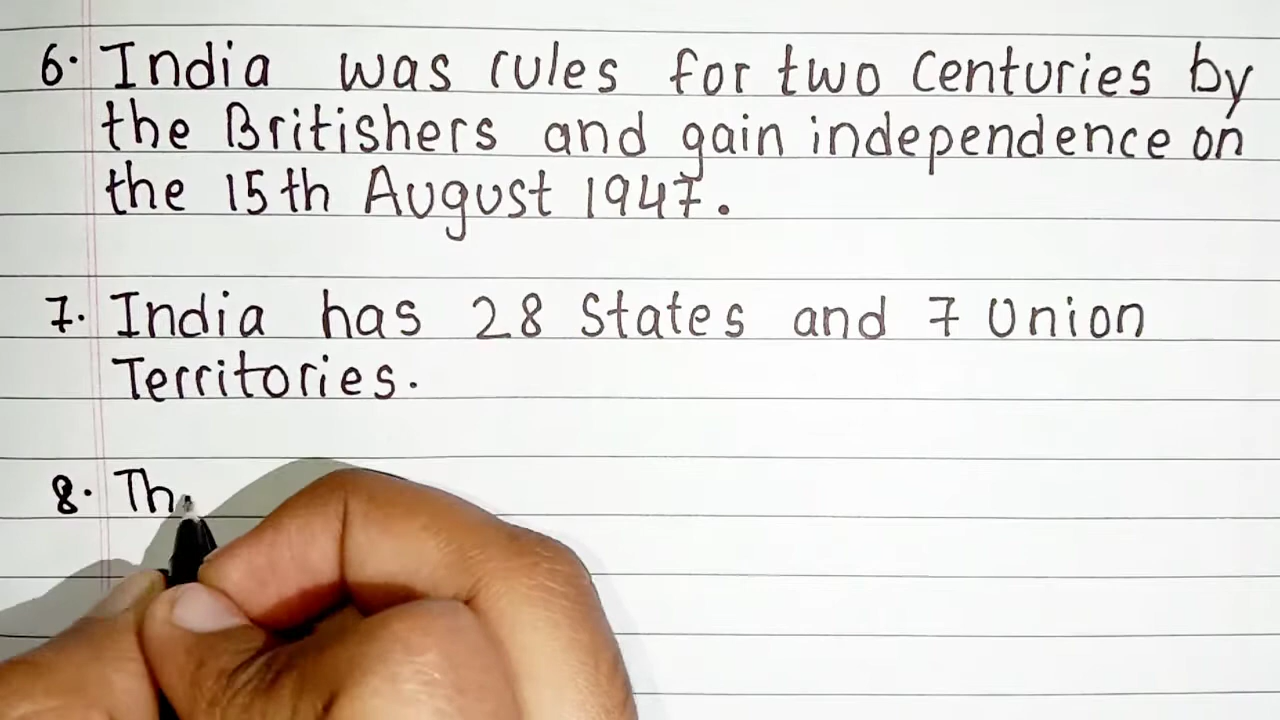 6. India was rules for two Centuries by
the Britishers and gain independence on
the 15th August 1947.
7. India has 28 States and 7 Union
Territories.
8. Th